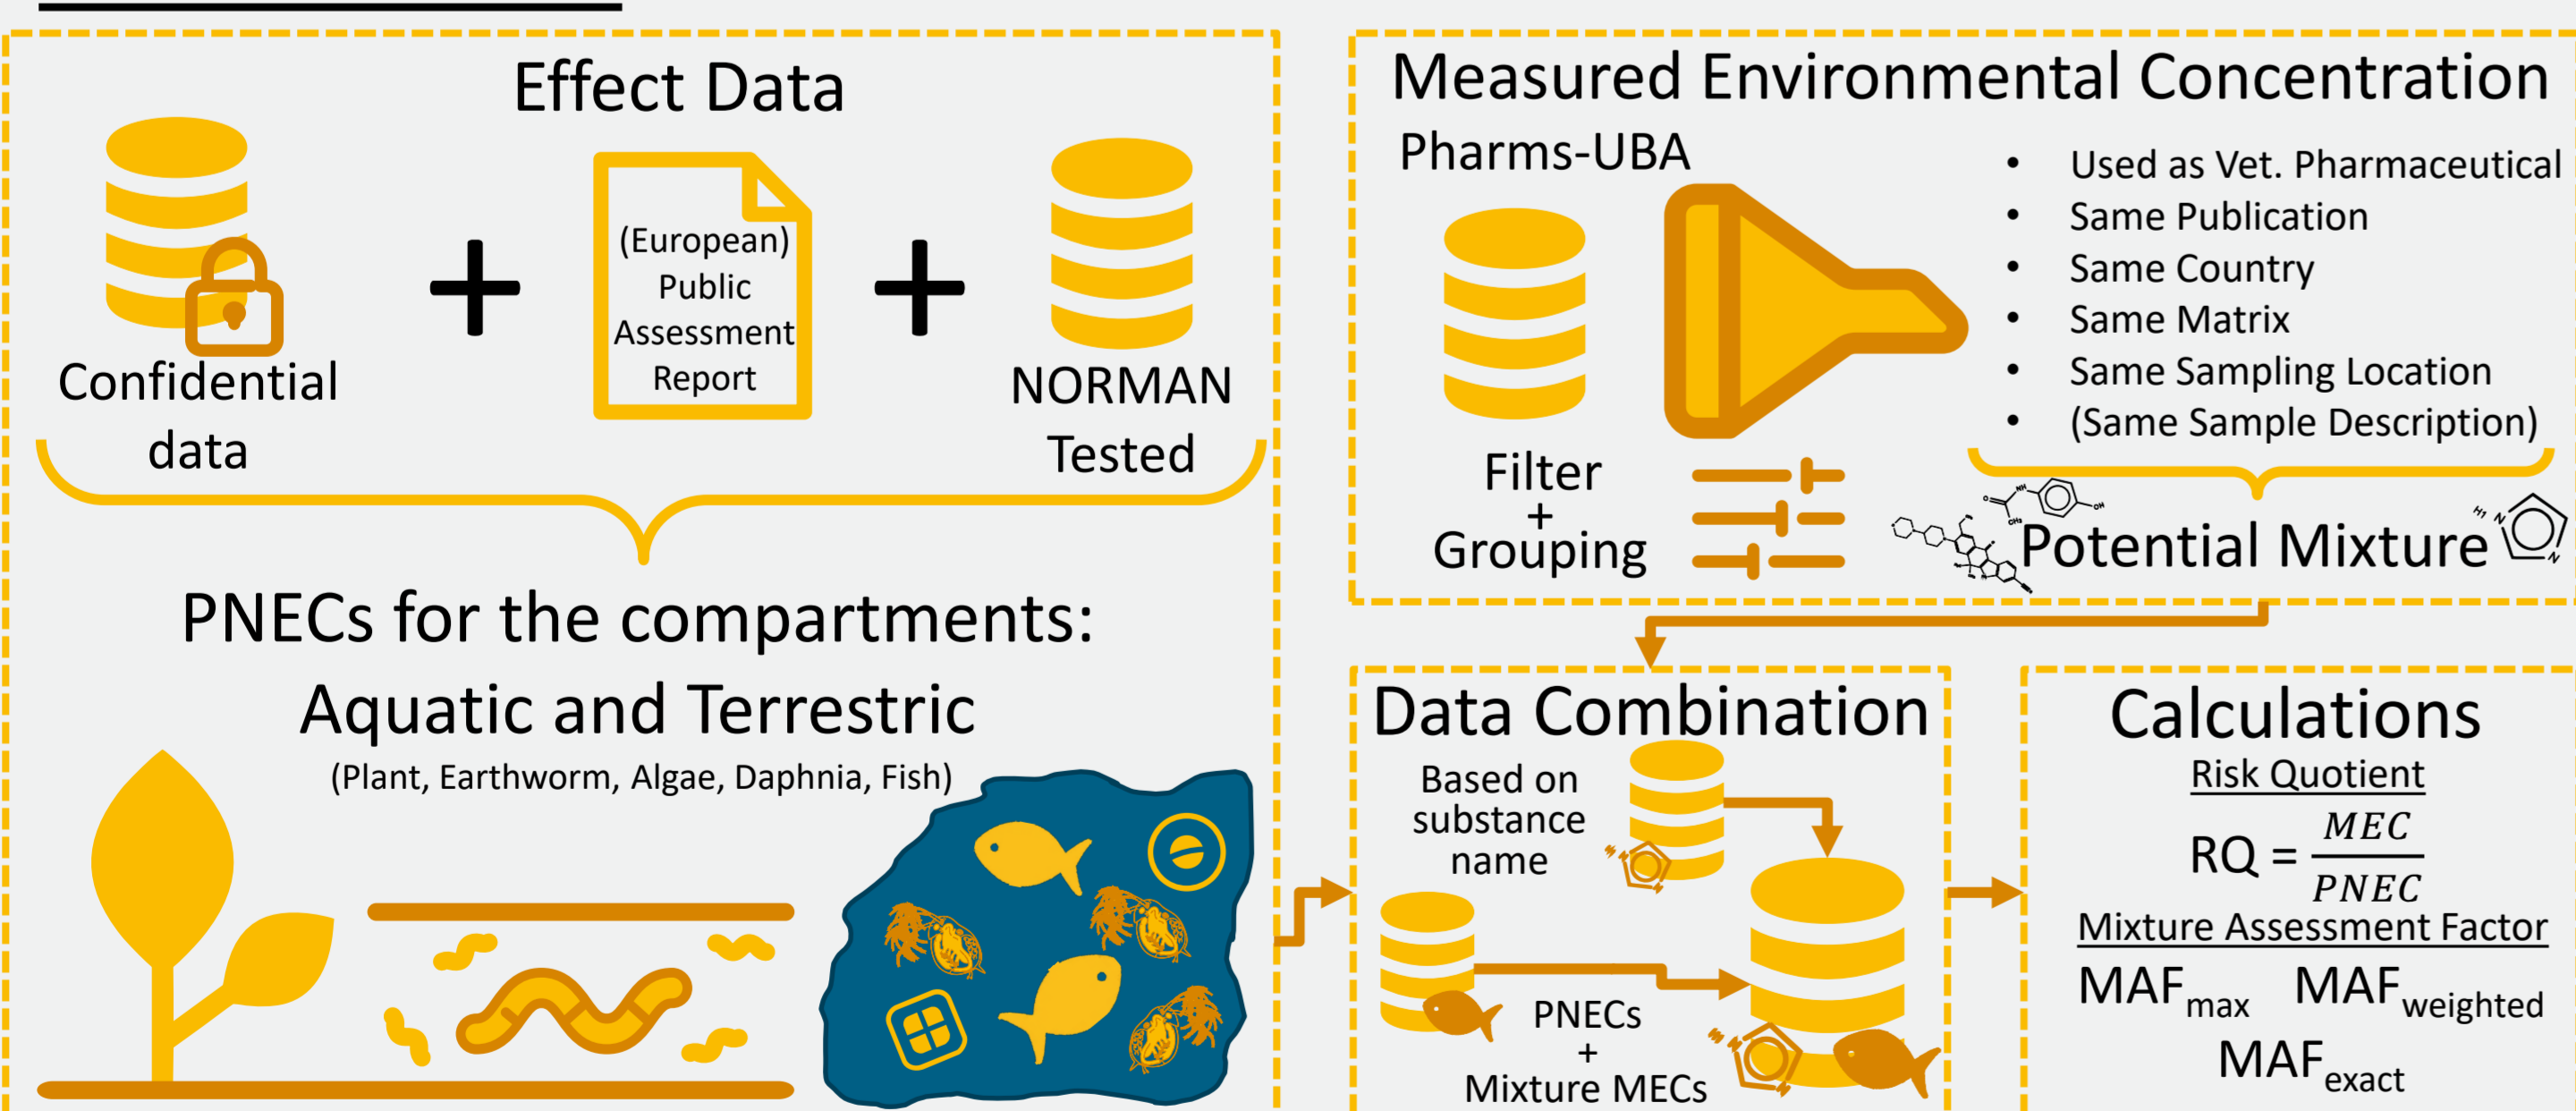 Effect Data
Confidential
data
+
(European)
Public
Assessment
Report
+
NORMAN
Tested
PNECs for the compartments:
Aquatic and Terrestric
(Plant, Earthworm, Algae, Daphnia, Fish)
Measured Environmental Concentration
Pharms-UBA
Filter
+
Grouping
• Used as Vet. Pharmaceutical
• Same Publication
• Same Country
• Same Matrix
• Same Sampling Location
• (Same Sample Description)
Potential Mixture
Data Combination
Based on
substance
name
PNECs
+
Mixture MECs
Calculations
Risk Quotient
RQ = MEC / PNEC
Mixture Assessment Factor
MAFmax MAFweighted
MAFexact